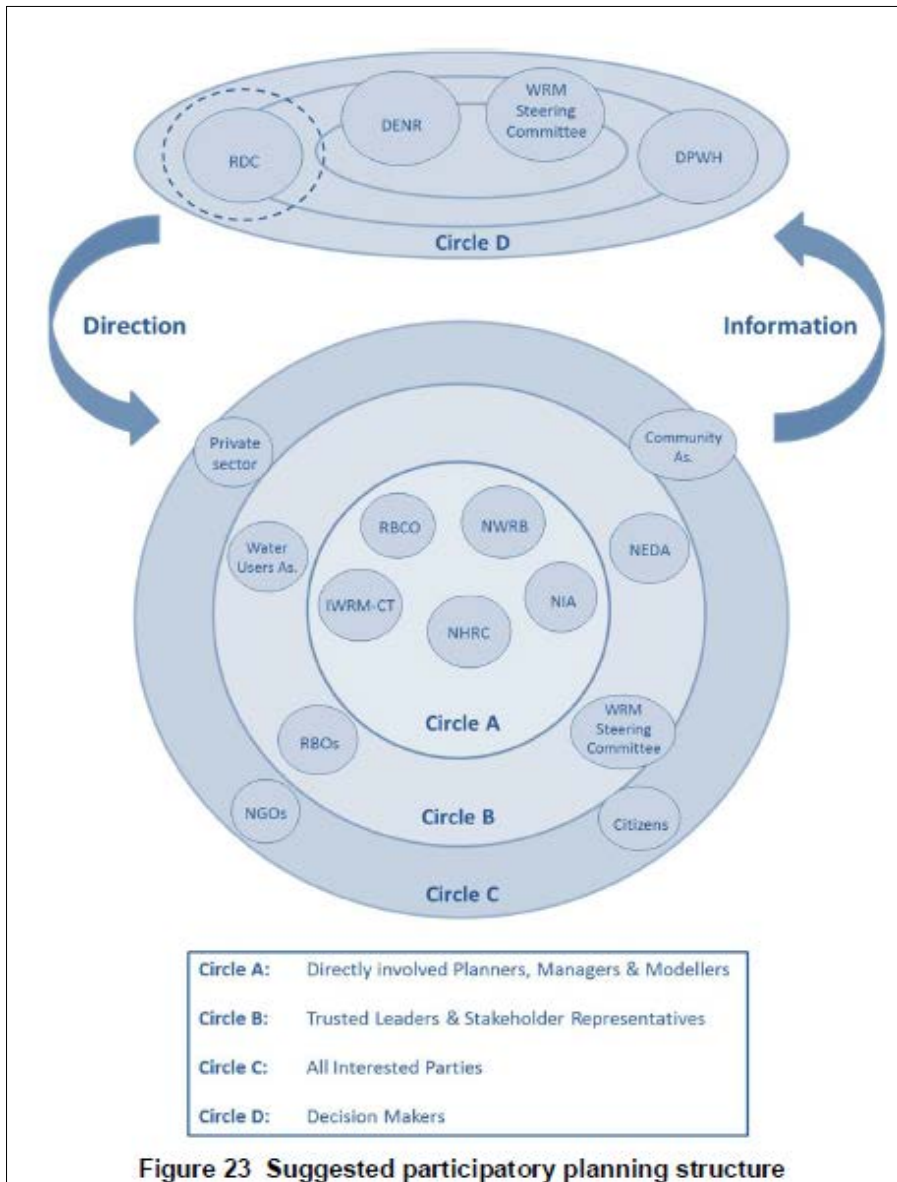 RDC
DENR
WRM
Steering
Committee
DPWH
Circle D
Direction
Information
Private
sector
Community
As.
RBCO
NWRB
Water
Users As.
NEDA
IWRM-CT
NHRC
NIA
Circle A
RBOs
WRM
Steering
Committee
NGOs
Circle B
Citizens
Circle C
Circle A: Directly involved Planners, Managers & Modellers
Circle B: Trusted Leaders & Stakeholder Representatives
Circle C: All Interested Parties
Circle D: Decision Makers
Figure 23 Suggested participatory planning structure